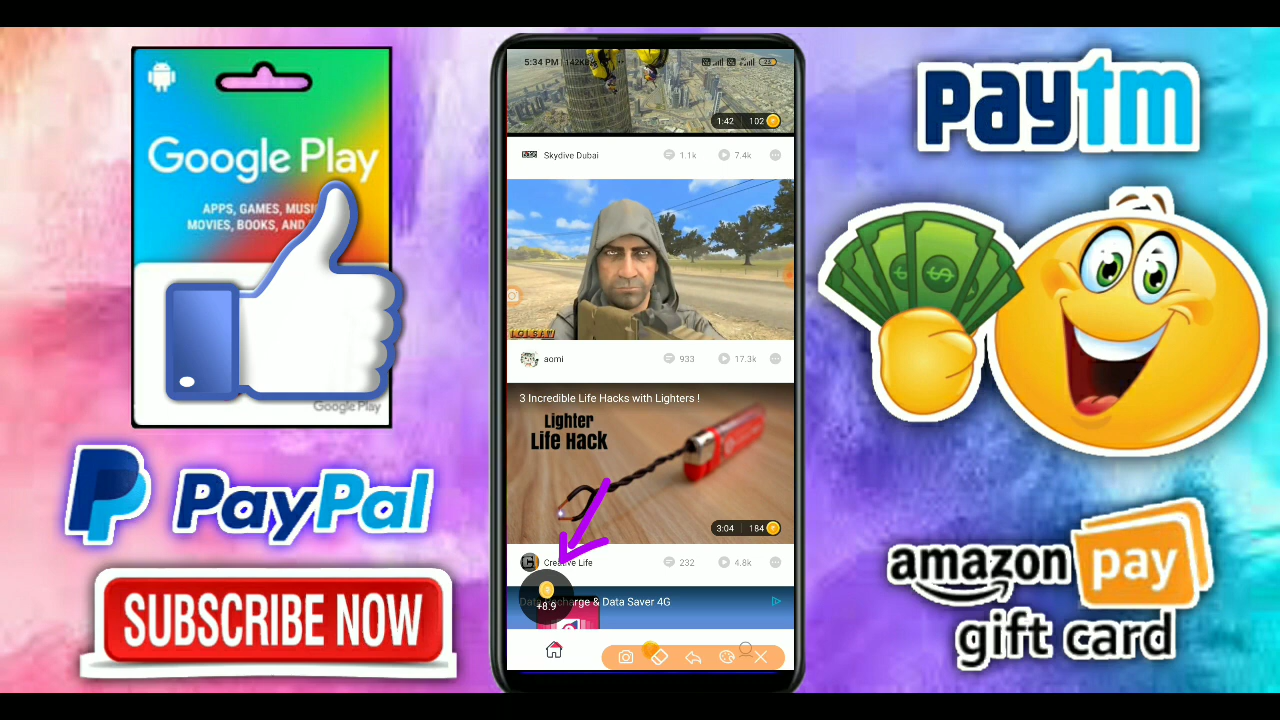 Google Play
APPS, GAMES, MUSI
MOVIES, BOOKS, AND
Google Play
PayPal
SUBSCRIBE NOW
5:34 PM
1:42 102
Skydive Dubai 1.1k 7.4k
LOLSAW
aomi 933 17.3k
3 Incredible Life Hacks with Lighters !
Lighter
Life Hack
3:04 184
Creative Life 232 4.8k
Data Recharge & Data Saver 4G
+8.9
paytm
amazon pay
gift card